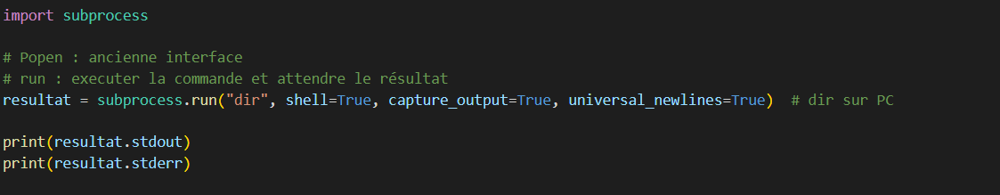 import subprocess
# Popen : ancienne interface
# run : executer la commande et attendre le résultat
resultat = subprocess.run("dir", shell=True, capture_output=True, universal_newlines=True)  # dir sur PC
print(resultat.stdout)
print(resultat.stderr)